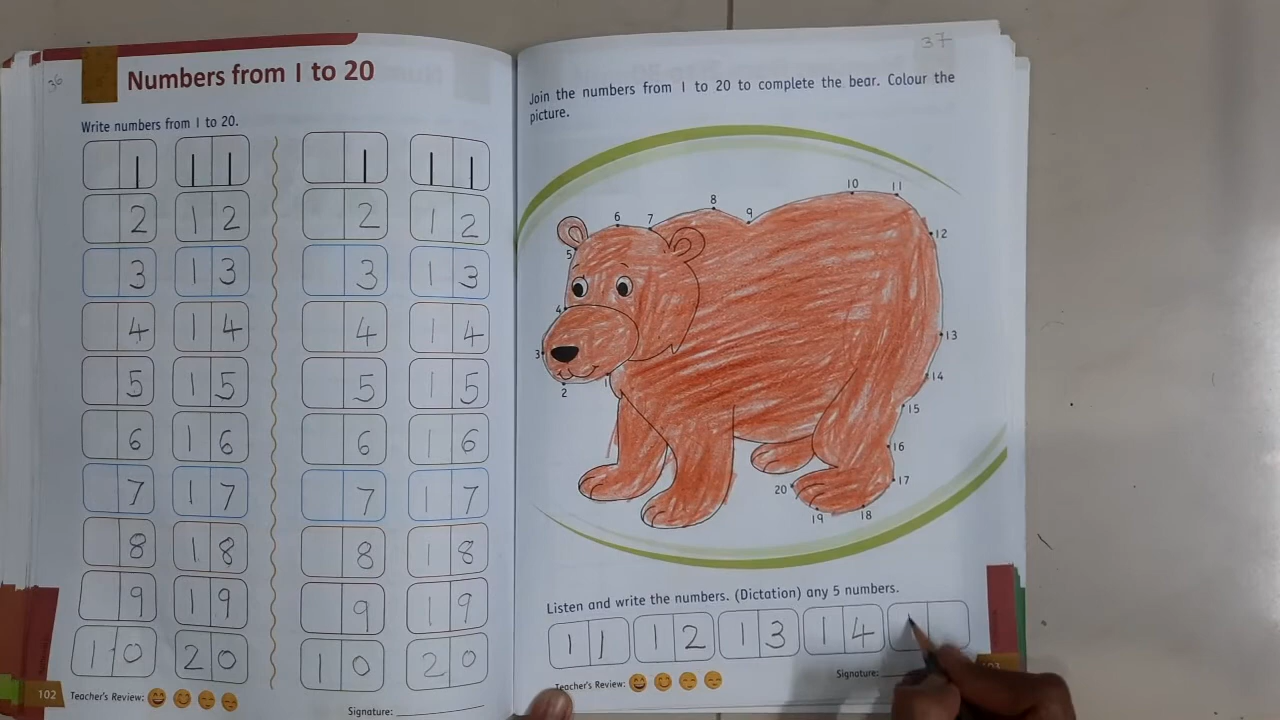 36
Numbers from 1 to 20
Write numbers from 1 to 20.
1 11 1 11
2 12 2 12
3 13 3 13
4 14 4 14
5 15 5 15
6 16 6 16
7 17 7 17
8 18 8 18
9 19 9 19
10 20 10 20
102 Teacher's Review:
Signature:
37
Join the numbers from 1 to 20 to complete the bear. Colour the
picture.
10 11
8 9
6 7
12
5
4
13
3
14
2 1
15
16
17
20
19 18
Listen and write the numbers. (Dictation) any 5 numbers.
11 12 13 14 1
Teacher's Review:
Signature:
103